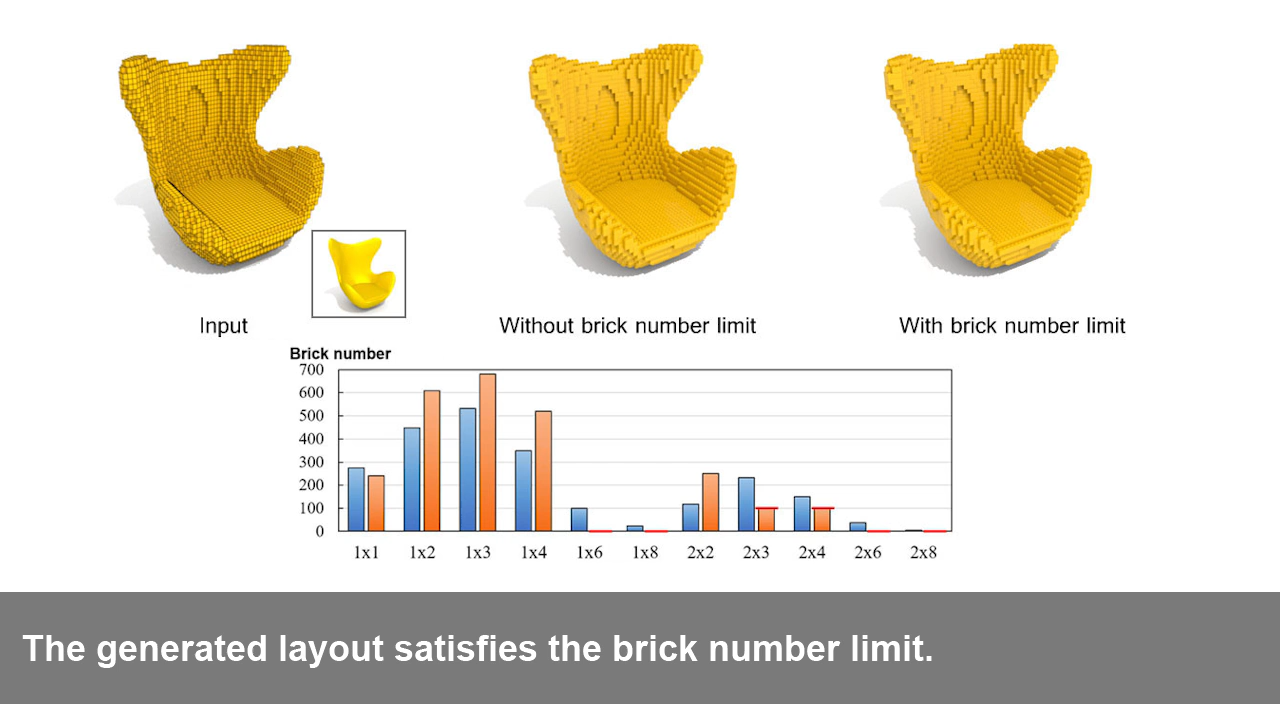 Input
Without brick number limit
With brick number limit
Brick number
700
600
500
400
300
200
100
0
1x1 1x2 1x3 1x4 1x6 1x8 2x2 2x3 2x4 2x6 2x8
The generated layout satisfies the brick number limit.